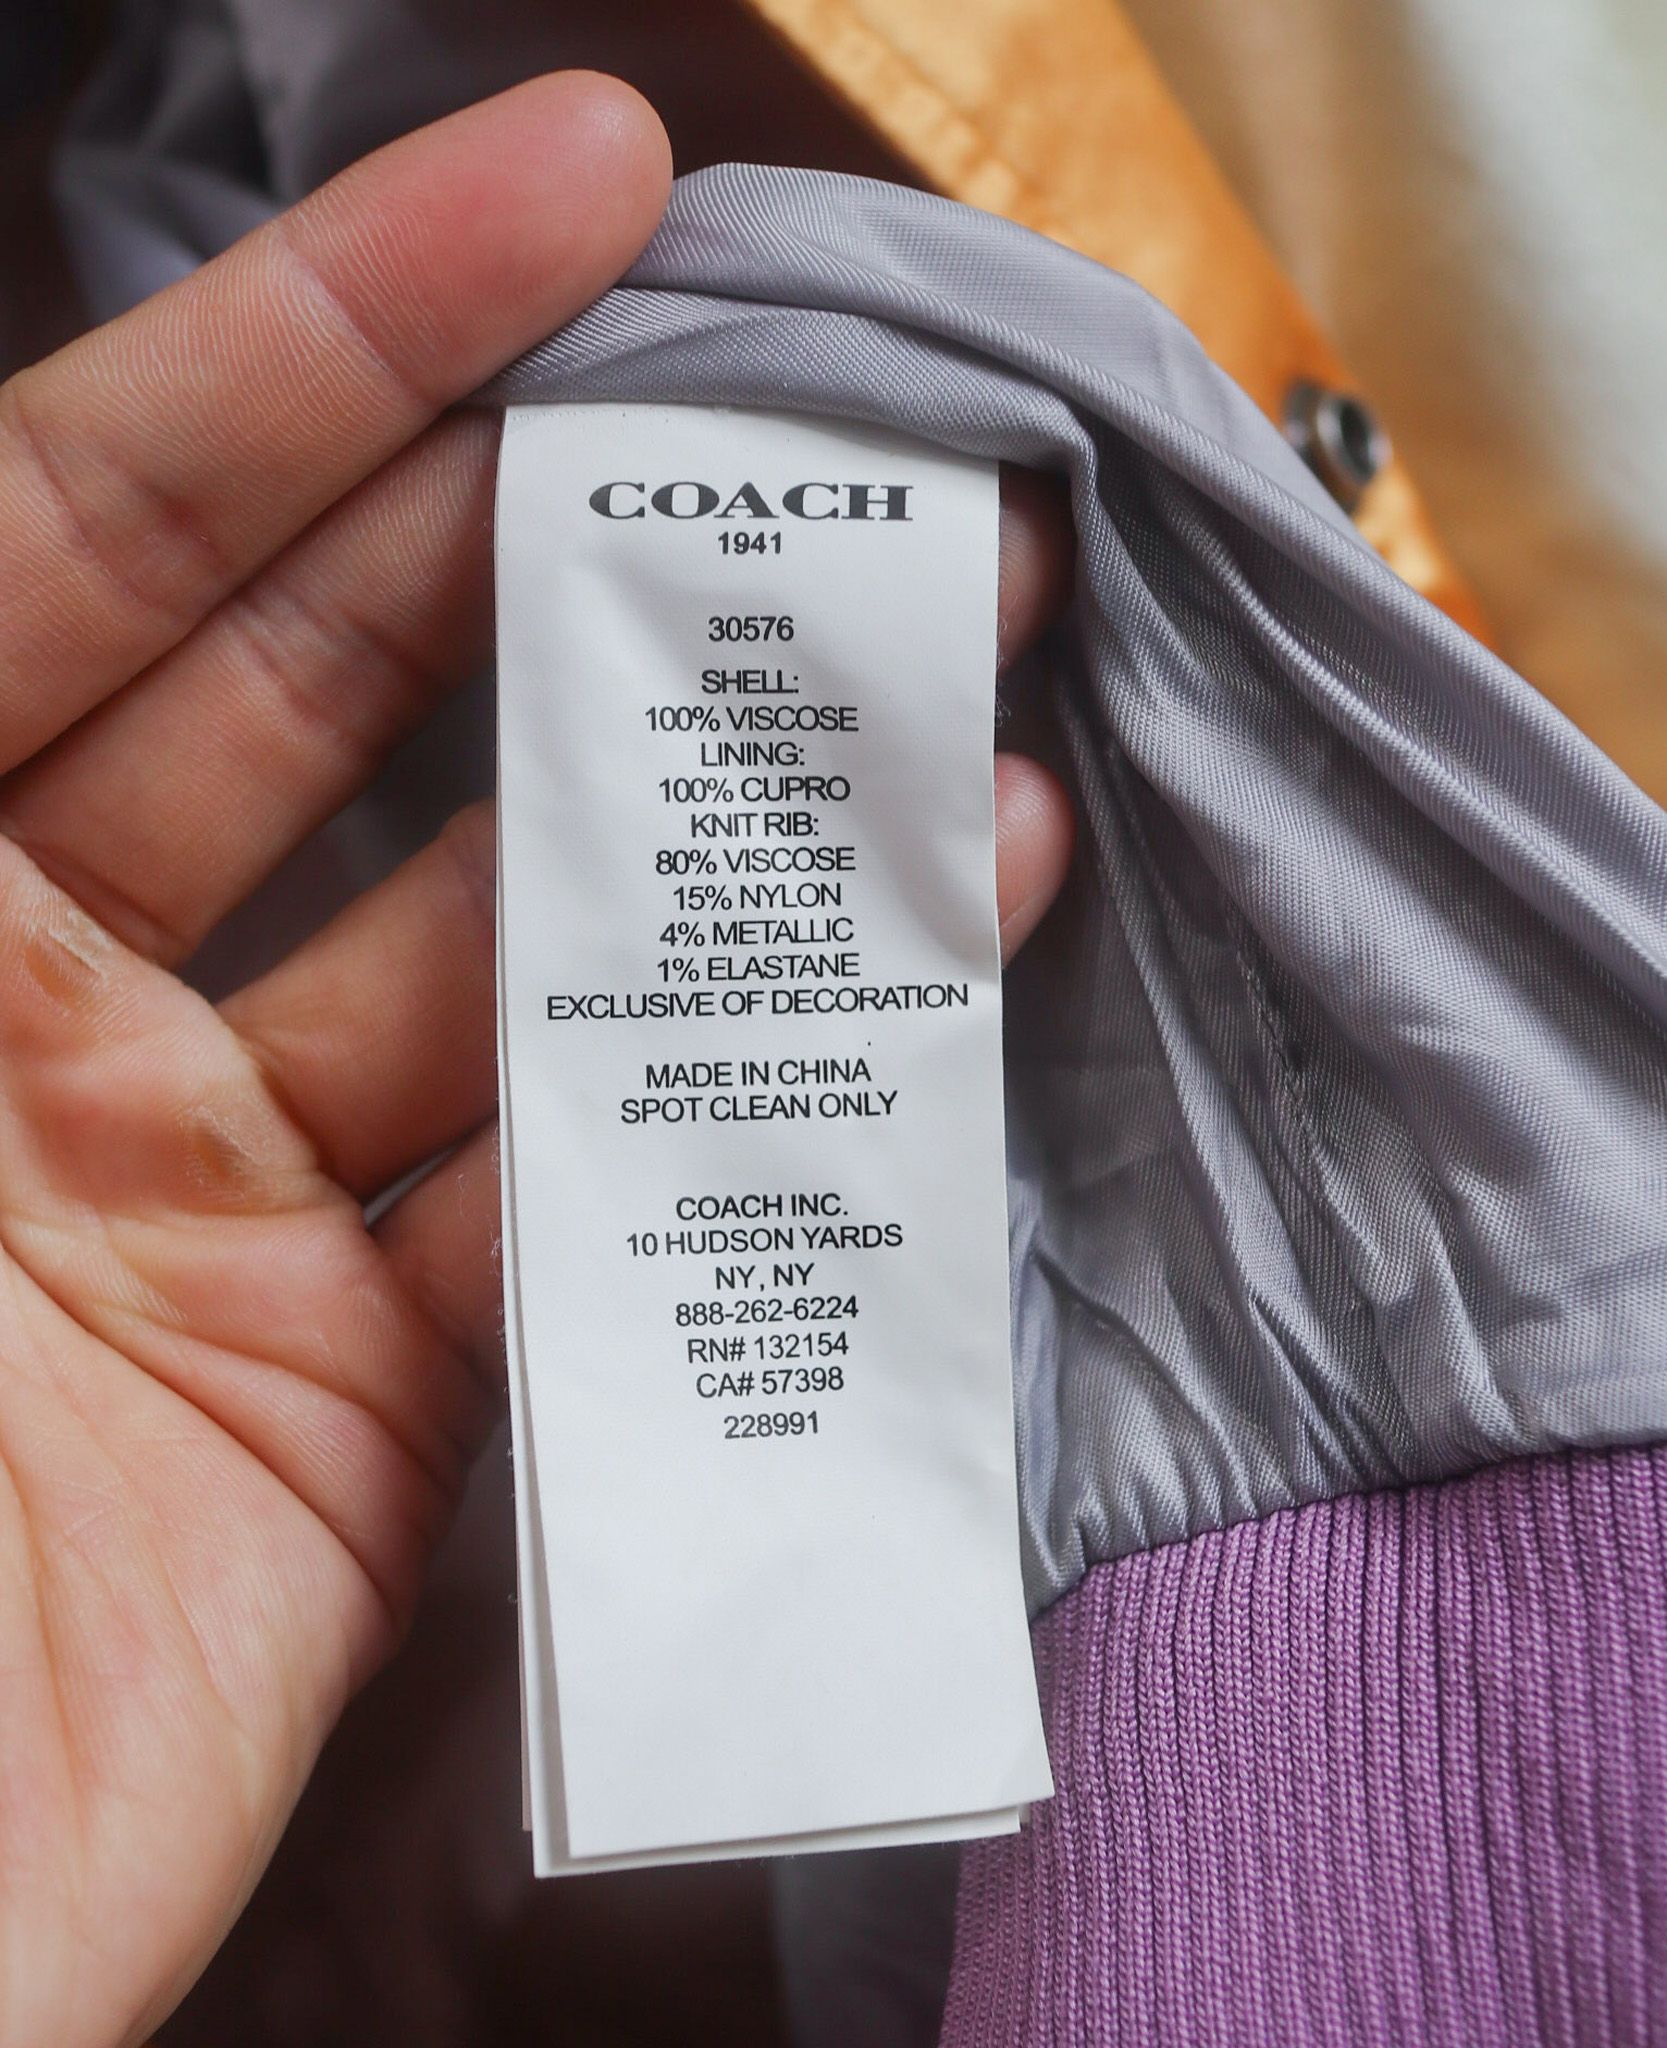 COACH
1941
30576
SHELL:
100% VISCOSE
LINING:
100% CUPRO
KNIT RIB:
80% VISCOSE
15% NYLON
4% METALLIC
1% ELASTANE
EXCLUSIVE OF DECORATION
MADE IN CHINA
SPOT CLEAN ONLY
COACH INC.
10 HUDSON YARDS
NY, NY
888-262-6224
RN# 132154
CA# 57398
228991